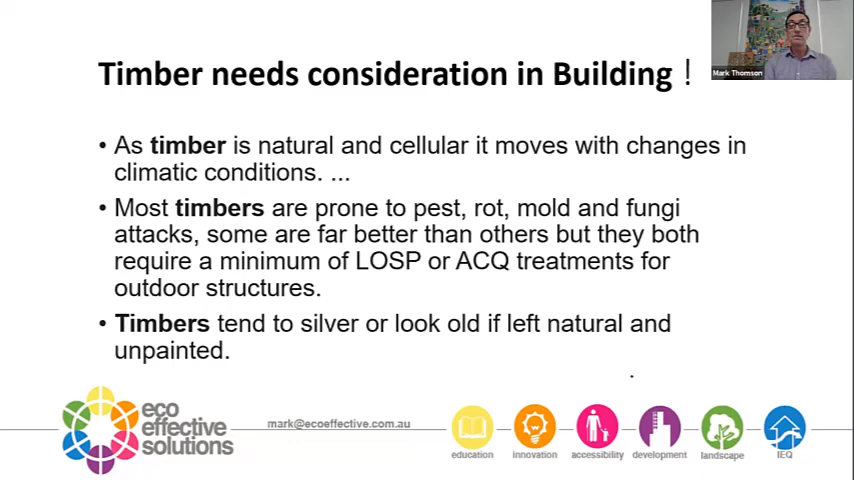 Timber needs consideration in Building !
Mark Thomson
• As timber is natural and cellular it moves with changes in
climatic conditions. ...
• Most timbers are prone to pest, rot, mold and fungi
attacks, some are far better than others but they both
require a minimum of LOSP or ACQ treatments for
outdoor structures.
• Timbers tend to silver or look old if left natural and
unpainted.
.
eco
effective
solutions
mark@ecoeffective.com.au
education
innovation
accessibility
development
landscape
IEQ